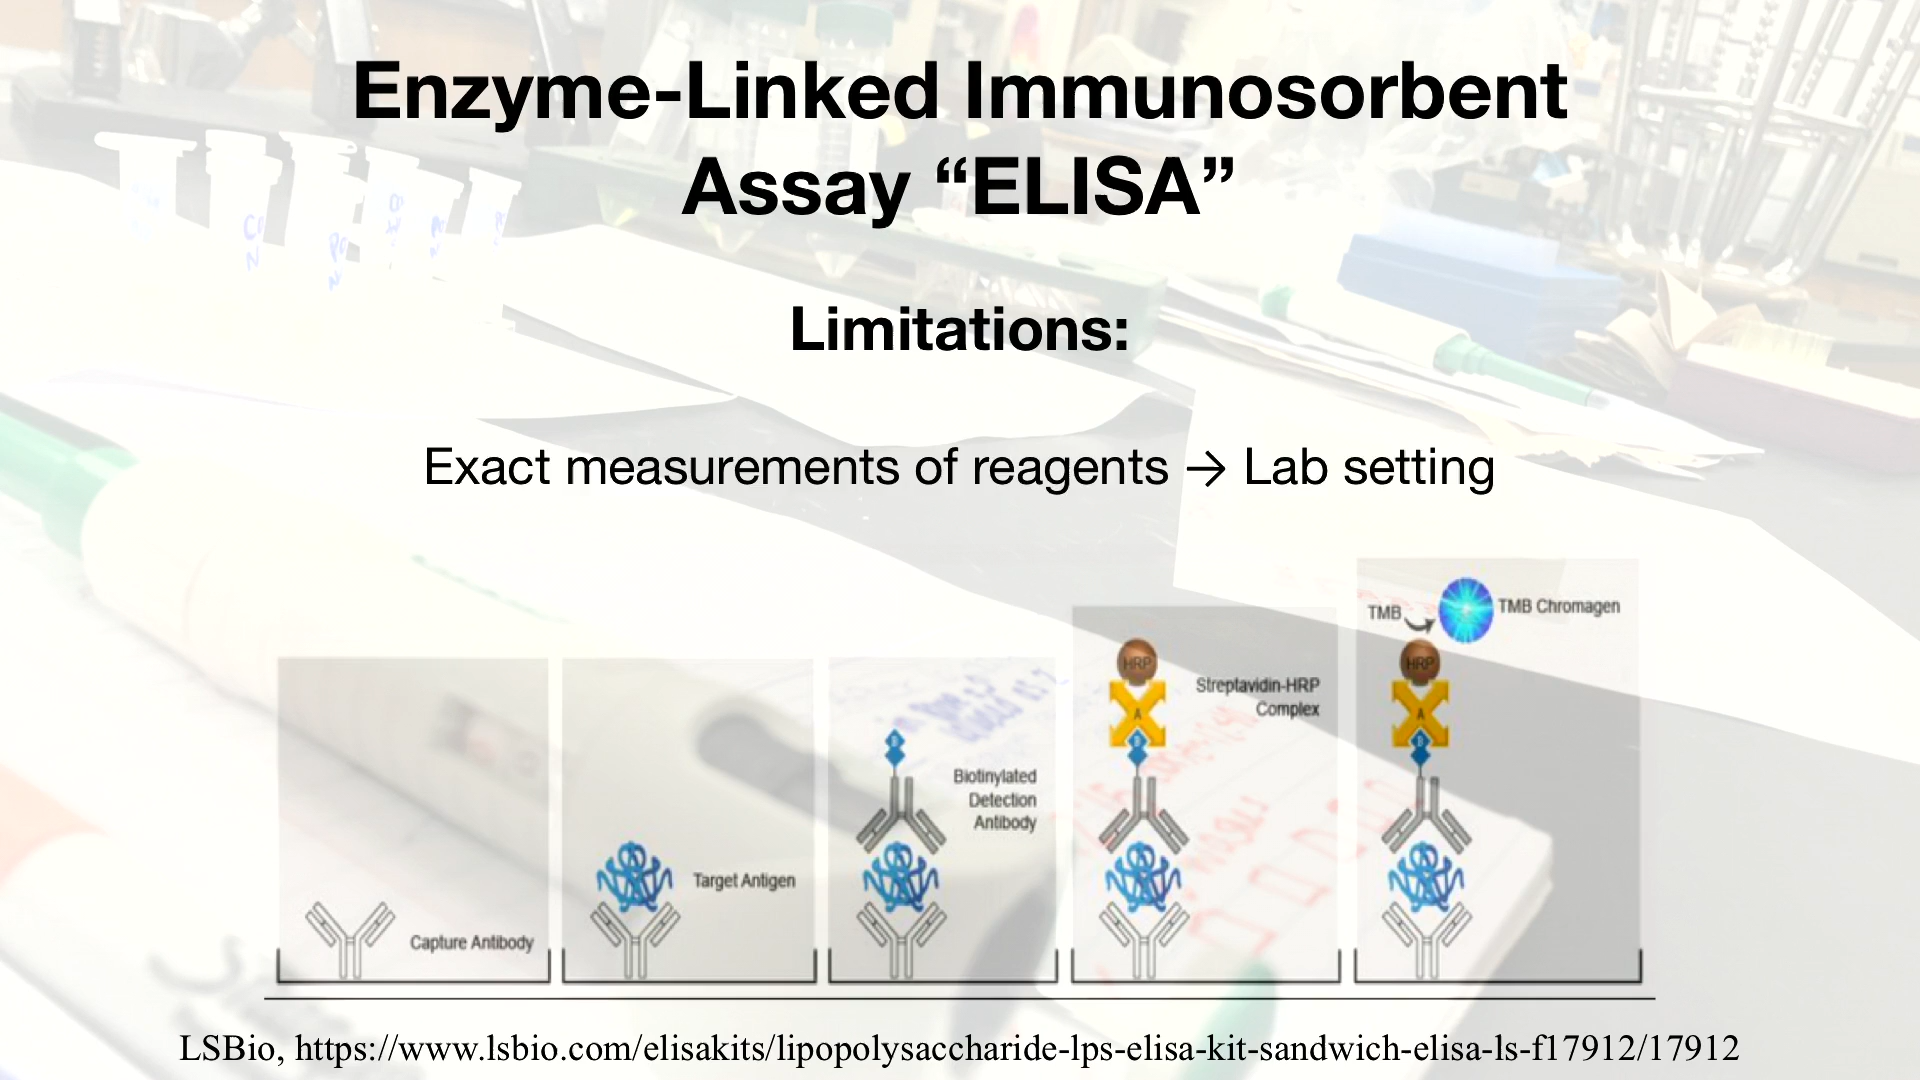 Enzyme-Linked Immunosorbent
Assay “ELISA”
Limitations:
Exact measurements of reagents → Lab setting
Capture Antibody
Target Antigen
B
Biotinylated
Detection
Antibody
HRP
A
B
Streptavidin-HRP
Complex
TMB
TMB Chromagen
HRP
A
B
LSBio, https://www.lsbio.com/elisakits/lipopolysaccharide-lps-elisa-kit-sandwich-elisa-ls-f17912/17912